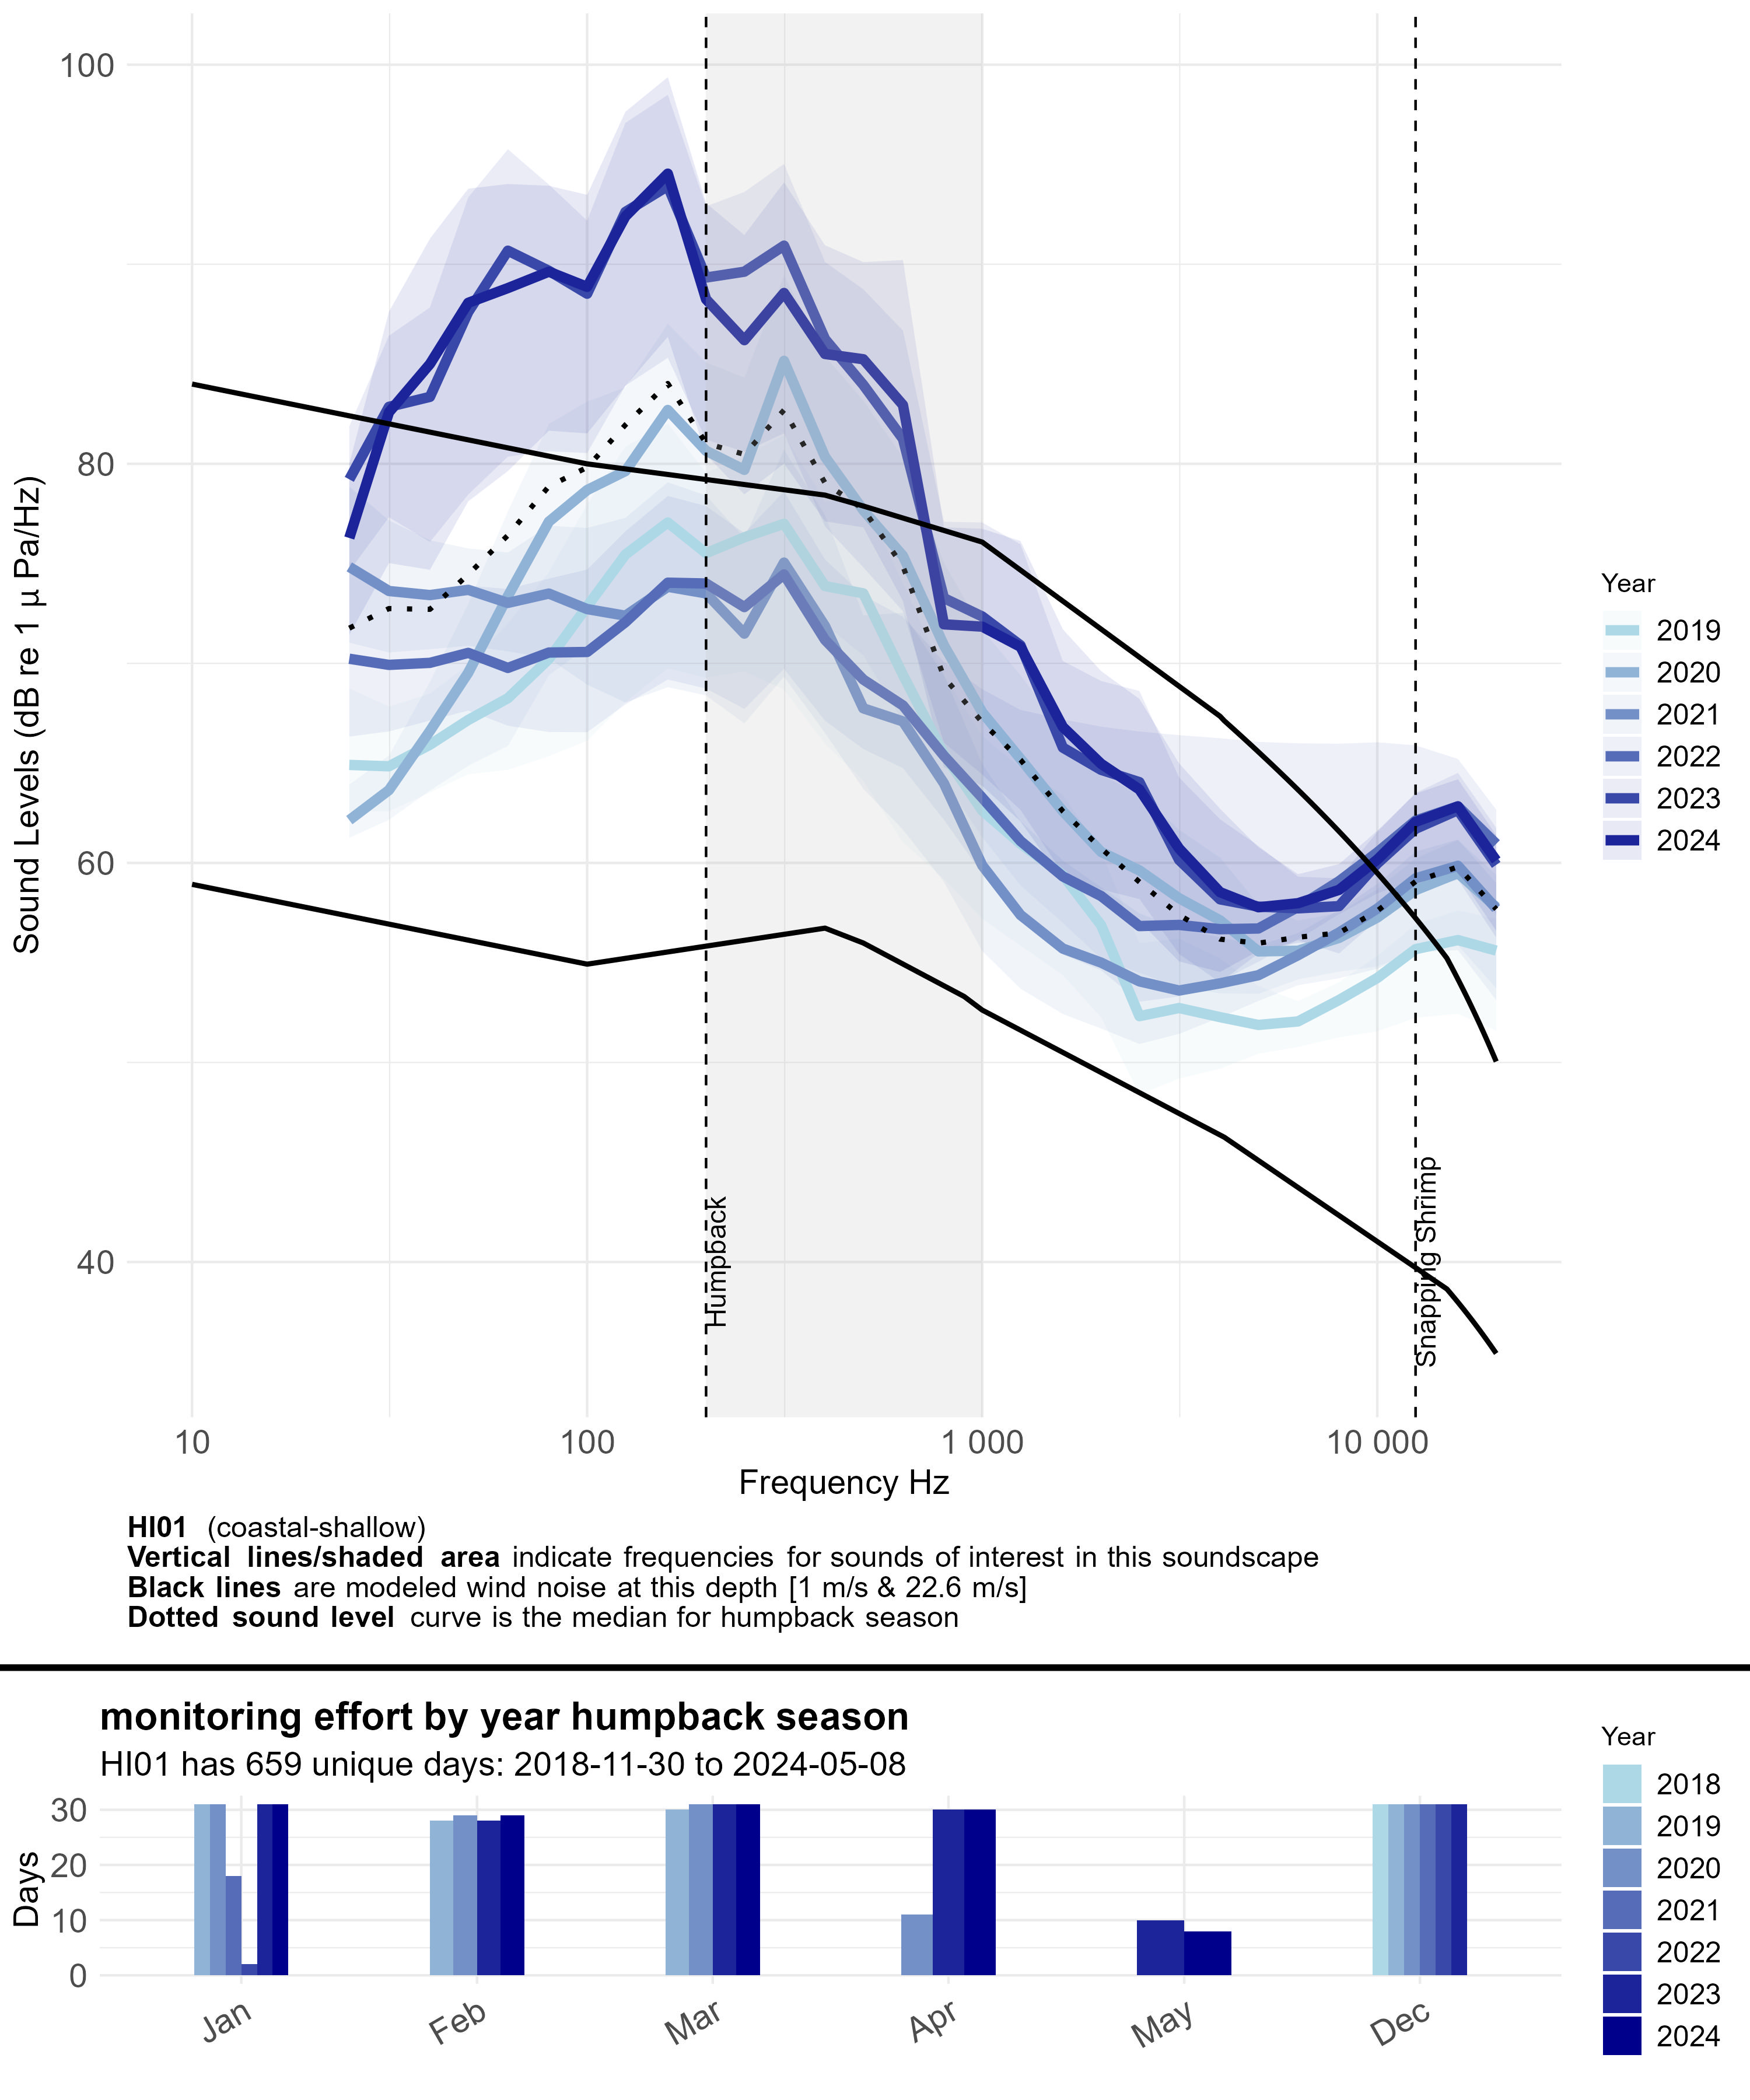 100
80
60
40
Sound Levels (dB re 1 µ Pa/Hz)
Humpback
Snapping Shrimp
10
100
1 000
10 000
Frequency Hz
Year
2019
2020
2021
2022
2023
2024
HI01 (coastal-shallow)
Vertical lines/shaded area indicate frequencies for sounds of interest in this soundscape
Black lines are modeled wind noise at this depth [1 m/s & 22.6 m/s]
Dotted sound level curve is the median for humpback season
monitoring effort by year humpback season
HI01 has 659 unique days: 2018-11-30 to 2024-05-08
30
20
10
0
Days
Jan
Feb
Mar
Apr
May
Dec
Year
2018
2019
2020
2021
2022
2023
2024